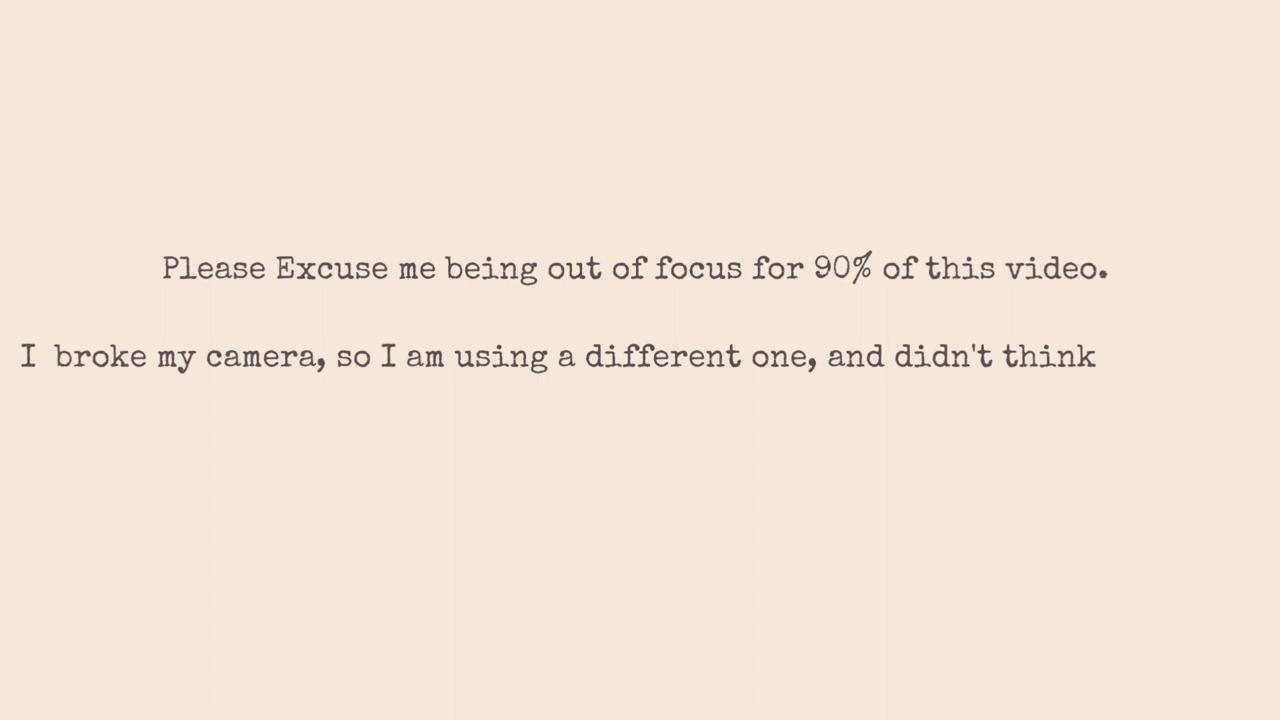 Please Excuse me being out of focus for 90% of this video.
I  broke my camera, so I am using a different one, and didn't think